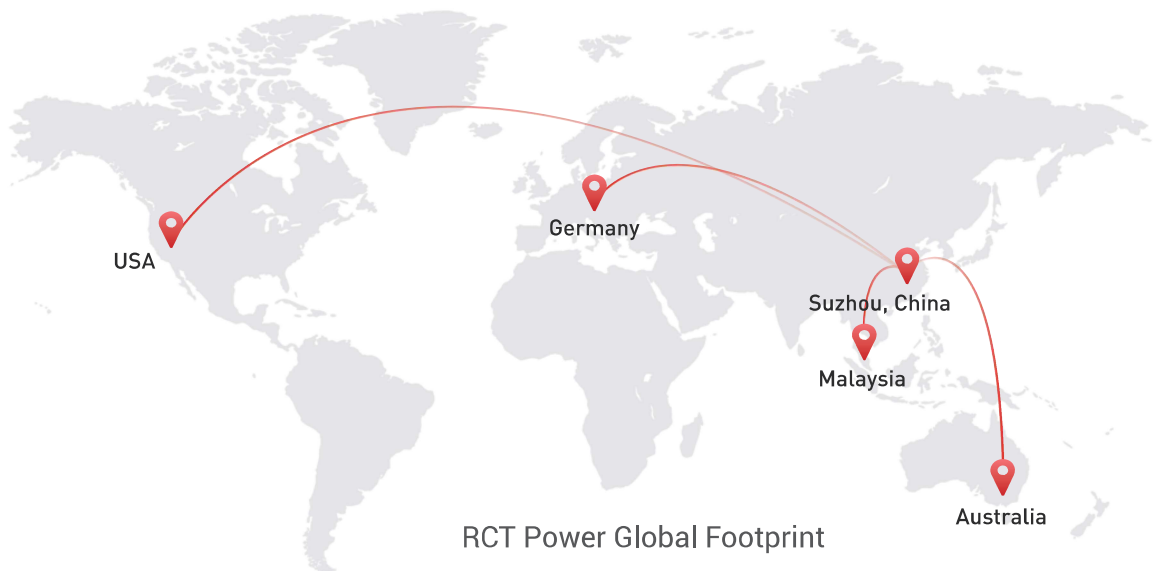 Germany
USA
Suzhou, China
Malaysia
Australia
RCT Power Global Footprint